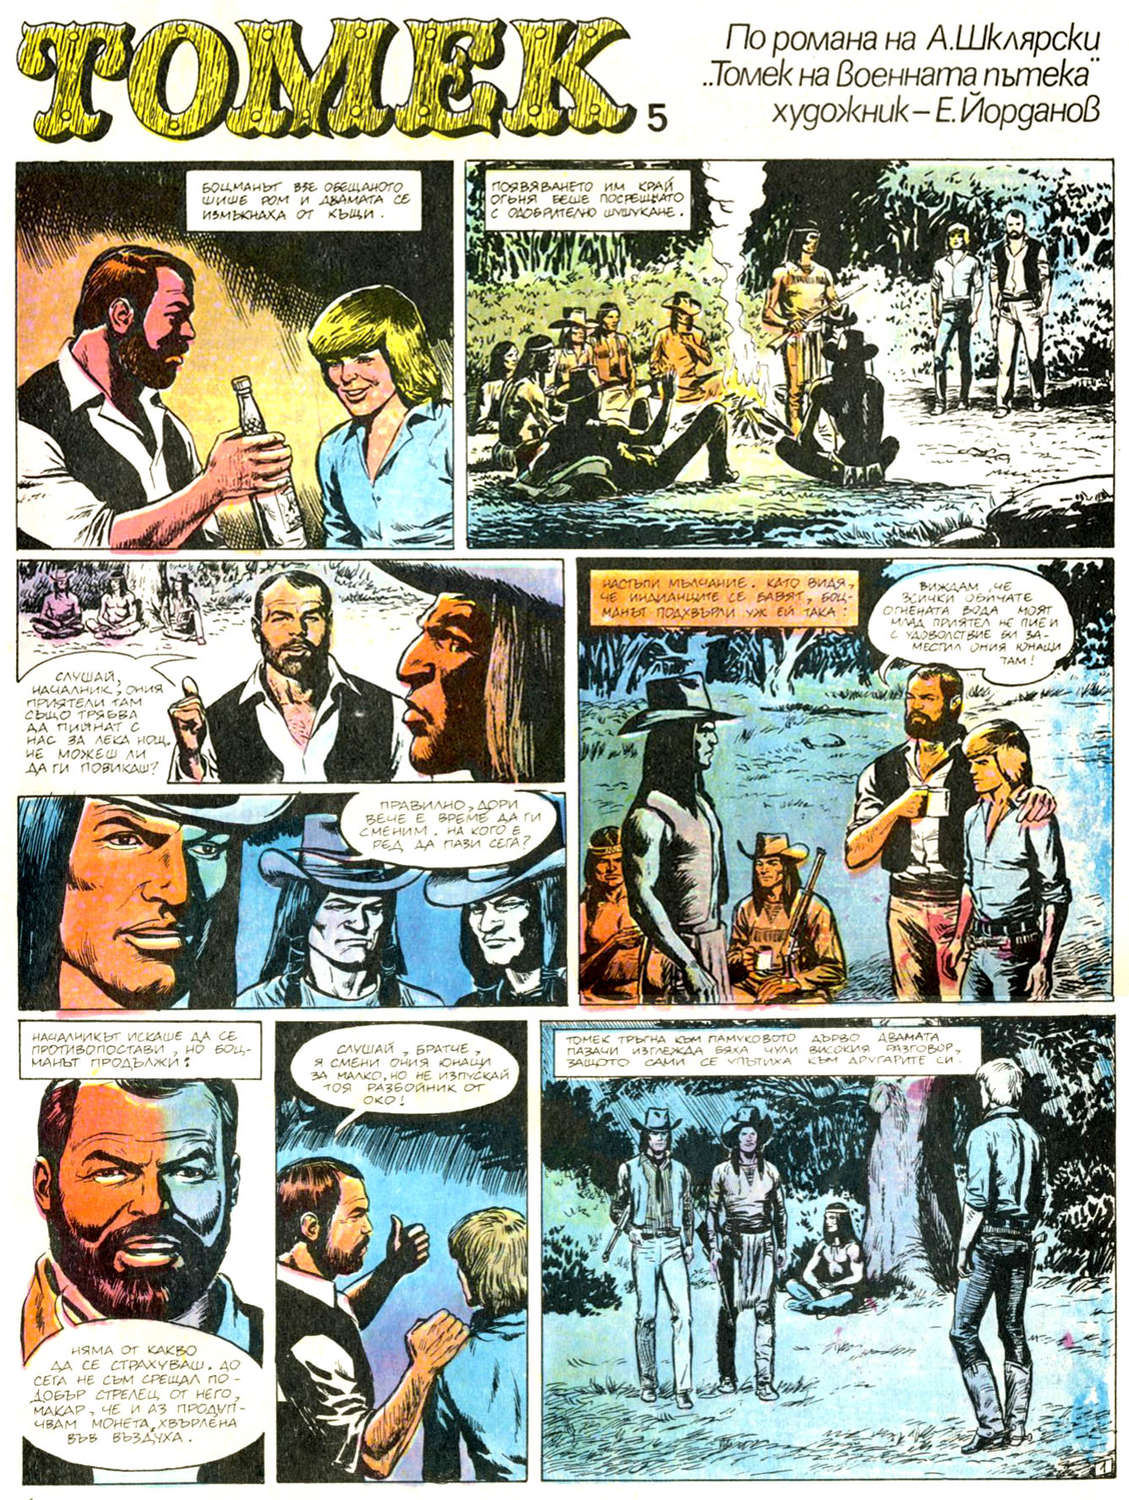 ТОМЕК
5
По романа на А.Шклярски
„Томек на военната пътека"
художник – Е. Йорданов
БОЦМАНЪТ ВЗЕ ОБЕЩАНОТО
ШИШЕ РОМ И ДВАМАТА СЕ
ИЗМЪКНАХА ОТ КЪЩИ.
ПОЯВЯВАНЕТО ИМ КРАЙ
ОГЪНЯ БЕШЕ ПОСРЕЩНАТО
С ОДОБРИТЕЛНО ШУШУКАНЕ.
СЛУШАЙ,
НАЧАЛНИК, ОНИЯ
ПРИЯТЕЛИ ТАМ
СЪЩО ТРЯБВА
ДА ПИЙНАТ С
НАС ЗА ЛЕКА НОЩ.
НЕ МОЖЕШ ЛИ
ДА ГИ ПОВИКАШ?
НАСТЪПИ МЪЛЧАНИЕ. КАТО ВИДЯ,
ЧЕ ИНДИАНЦИТЕ СЕ БАВЯТ, БОЦ-
МАНЪТ ПОДХВЪРЛИ УЖ ЕЙ ТАКА:
ВИЖДАМ, ЧЕ
ВСИЧКИ ОБИЧАТЕ
ОГНЕНАТА ВОДА МОЯТ
МЛАД ПРИЯТЕЛ НЕ ПИЕ И
С УДОВОЛСТВИЕ БИ ЗА-
МЕСТИЛ ОНИЯ ЮНАЦИ
ТАМ!
ПРАВИЛНО, ДОРИ
ВЕЧЕ Е ВРЕМЕ ДА ГИ
СМЕНИМ. НА КОГО Е
РЕД ДА ПАЗИ СЕГА?
НАЧАЛНИКЪТ ИСКАШЕ ДА СЕ
ПРОТИВОПОСТАВИ, НО БОЦ-
МАНЪТ ПРОДЪЛЖИ:
НЯМА ОТ КАКВО
ДА СЕ СТРАХУВАШ. ДО
СЕГА НЕ СЪМ СРЕЩАЛ ПО-
ДОБЪР СТРЕЛЕЦ ОТ НЕГО,
МАКАР, ЧЕ И АЗ ПРОДУП-
ЧВАМ МОНЕТА, ХВЪРЛЕНА
ВЪВ ВЪЗДУХА.
СЛУШАЙ, БРАТЧЕ,
Я СМЕНИ ОНИЯ ЮНАЦИ
ЗА МАЛКО, НО НЕ ИЗПУСКАЙ
ТОЯ РАЗБОЙНИК ОТ
ОКО!
ТОМЕК ТРЪГНА КЪМ ПАМУКОВОТО ДЪРВО ДВАМАТА
ПАЗАЧИ ИЗГЛЕЖДА БЯХА ЧУЛИ ВИСОКИЯ РАЗГОВОР,
ЗАЩОТО САМИ СЕ УПЪТИХА КЪМ ДРУГАРИТЕ СИ.
1